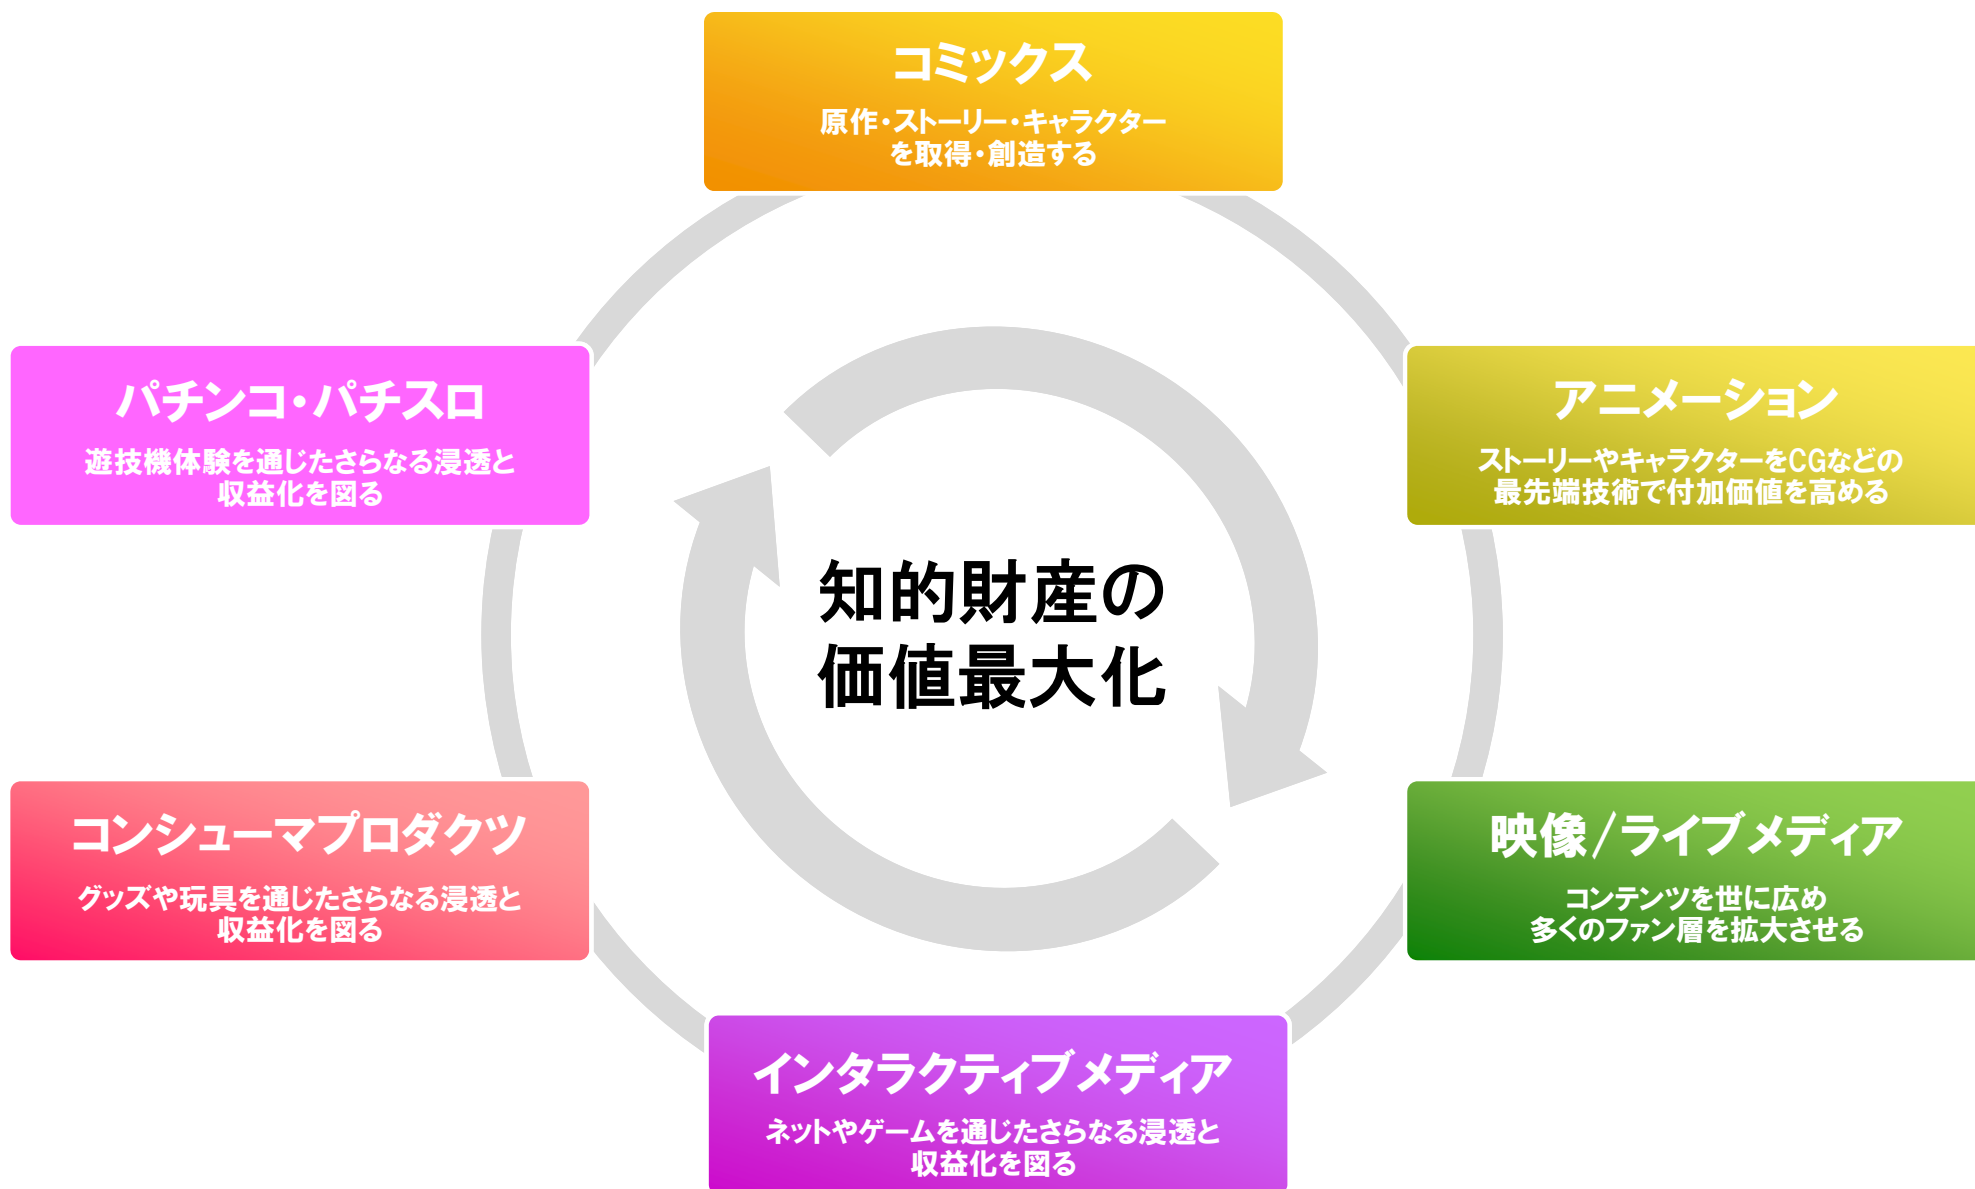 コミックス
原作・ストーリー・キャラクター
を取得・創造する
パチンコ・パチスロ
遊技機体験を通じたさらなる浸透と
収益化を図る
アニメーション
ストーリーやキャラクターをCGなどの
最先端技術で付加価値を高める
知的財産の
価値最大化
コンシューマプロダクツ
グッズや玩具を通じたさらなる浸透と
収益化を図る
映像/ライブメディア
コンテンツを世に広め
多くのファン層を拡大させる
インタラクティブメディア
ネットやゲームを通じたさらなる浸透と
収益化を図る